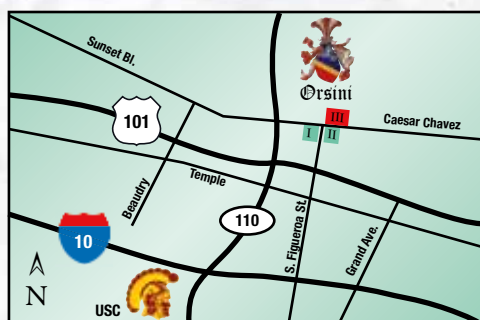 Sunset Bl.
Orsini
101
III
Caesar Chavez
I
II
Temple
Beaudry
110
S. Figueroa St.
Grand Ave.
10
N
USC